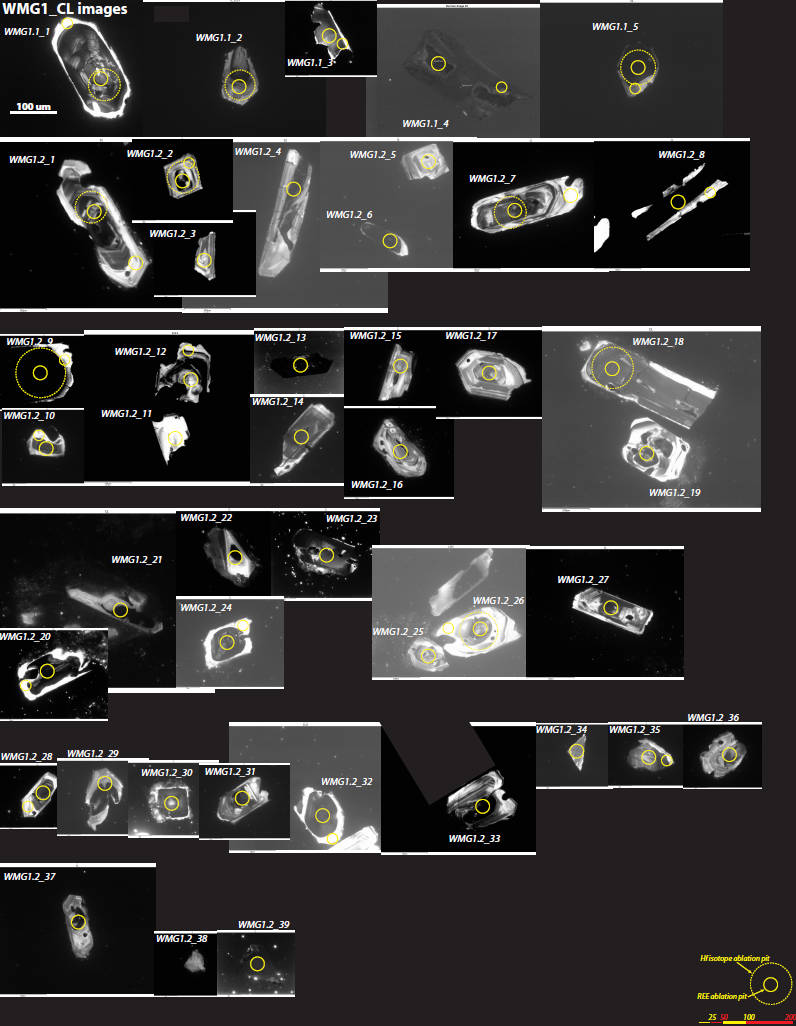 WMG1_CL images
WMG1.1_1
WMG1.1_2
WMG1.1_3
WMG1.1_4
WMG1.1_5
100 um
WMG1.2_1
WMG1.2_2
WMG1.2_3
WMG1.2_4
WMG1.2_5
WMG1.2_6
WMG1.2_7
WMG1.2_8
WMG1.2_9
WMG1.2_10
WMG1.2_12
WMG1.2_11
WMG1.2_13
WMG1.2_14
WMG1.2_15
WMG1.2_16
WMG1.2_17
WMG1.2_18
WMG1.2_19
WMG1.2_21
WMG1.2_20
WMG1.2_22
WMG1.2_23
WMG1.2_24
WMG1.2_25
WMG1.2_26
WMG1.2_27
WMG1.2_28
WMG1.2_29
WMG1.2_30
WMG1.2_31
WMG1.2_32
WMG1.2_33
WMG1.2_34
WMG1.2_35
WMG1.2_36
WMG1.2_37
WMG1.2_38
WMG1.2_39
Hf isotope ablation pit
REE ablation pit
25 50 100 200